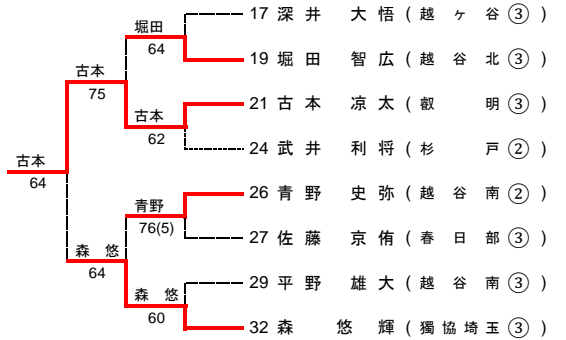 17 深井 大悟 ( 越ヶ谷 ③ )
堀田
64
19 堀田 智広 ( 越谷北 ③ )
古本
75
21 古本 凉太 ( 叡明 ③ )
古本
62
24 武井 利将 ( 杉戸 ② )
古本
64
26 青野 史弥 ( 越谷南 ② )
青野
76(5)
27 佐藤 京侑 ( 春日部 ③ )
森 悠
64
29 平野 雄大 ( 越谷南 ③ )
森 悠
60
32 森 悠輝 ( 獨協埼玉 ③ )